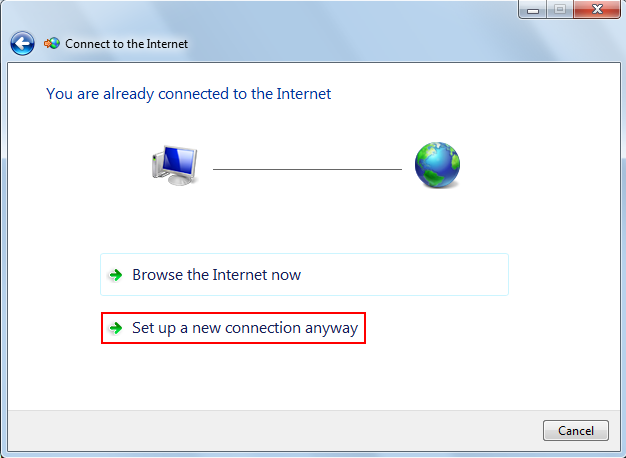 Connect to the Internet
You are already connected to the Internet
Browse the Internet now
Set up a new connection anyway
Cancel